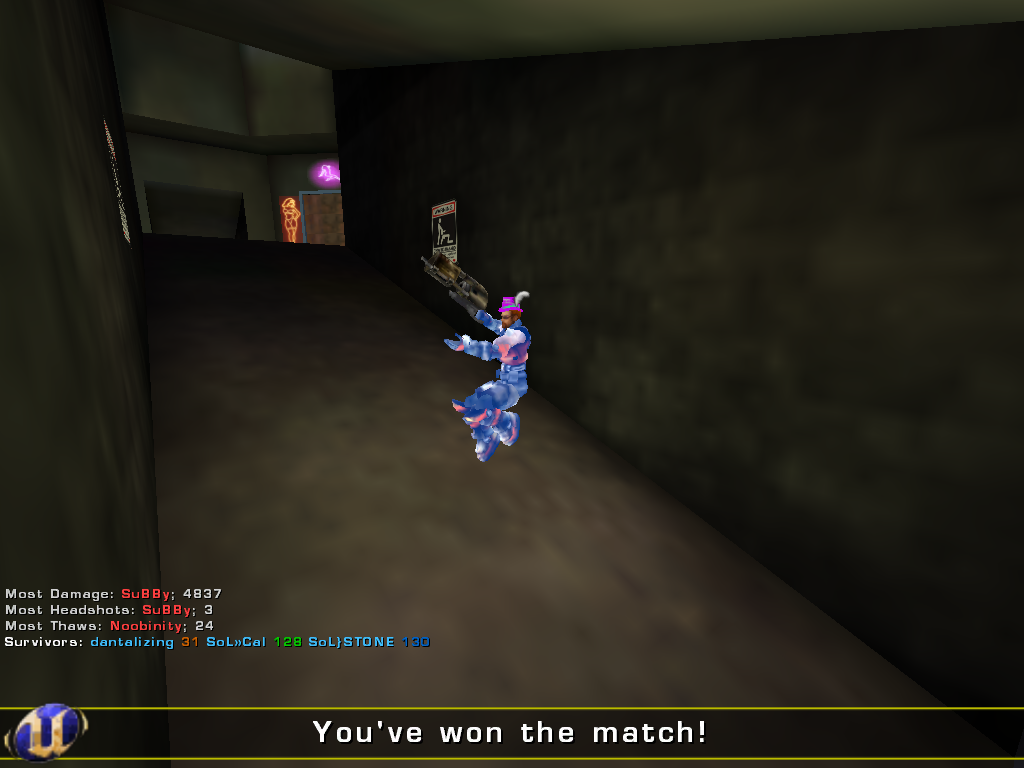 Most Damage: SuBBy; 4837
Most Headshots: SuBBy; 3
Most Thaws: Noobinity; 24
Survivors: dantalizing 31 SoL»Cal 128 SoL}STONE 130
You've won the match!